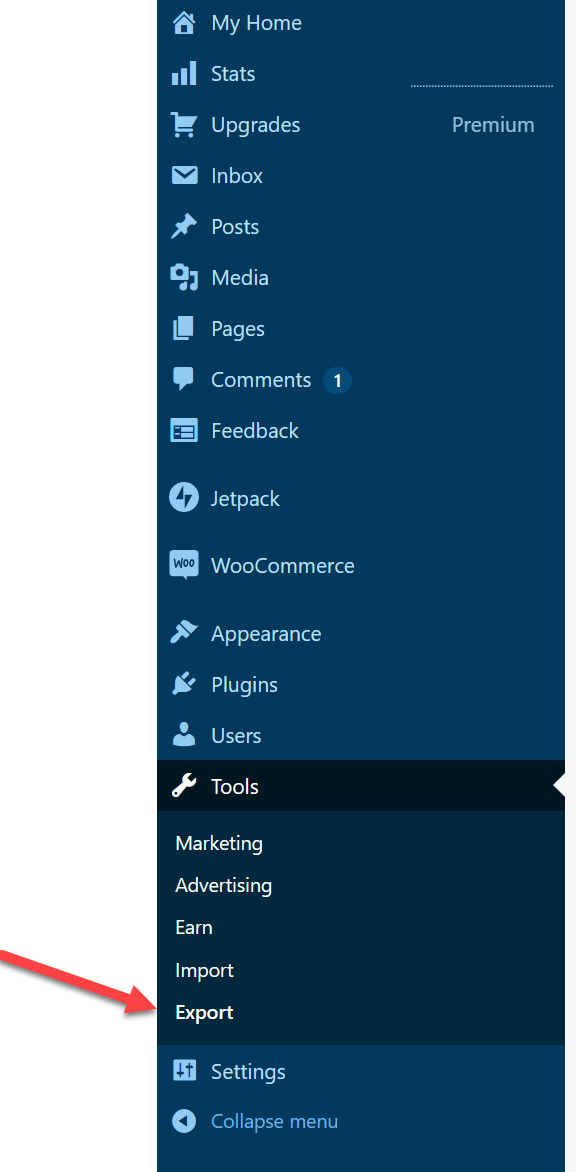 My Home
Stats
Upgrades Premium
Inbox
Posts
Media
Pages
Comments 1
Feedback
Jetpack
Woo WooCommerce
Appearance
Plugins
Users
Tools
Marketing
Advertising
Earn
Import
Export
Settings
Collapse menu